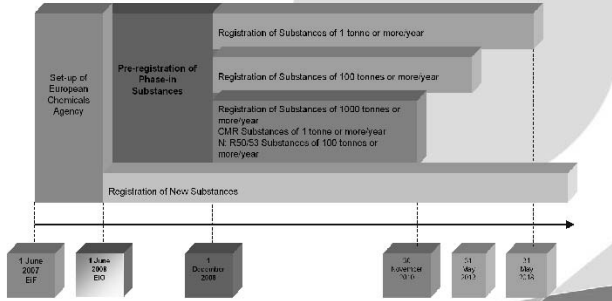 Registration of Substances of 1 tonne or more/year
Set-up of
European
Chemicals
Agency
Pre-registration of
Phase-in
Substances
Registration of Substances of 100 tonnes or more/year
Registration of Substances of 1000 tonnes or
more/year
CMR Substances of 1 tonne or more/year
N; R50/53 Substances of 100 tonnes or
more/year
Registration of New Substances
1 June
2007
EIF
1 June
2008
EIO
1
December
2008
30
November
2010
31
May
2013
31
May
2018